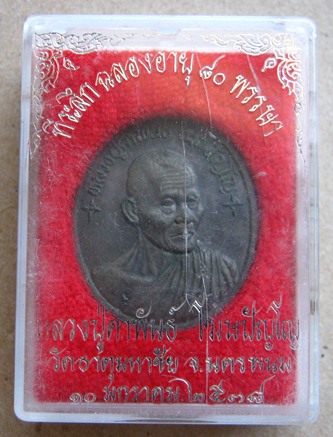 ที่ระลึก ฉลองอายุ ๘๐ พรรษา
หลวงปู่คำพันธ์ โฆษปัญฺโญ
วัดธาตุมหาชัย จ.นครพนม
๑๐ มกราคม ๒๕๓๗